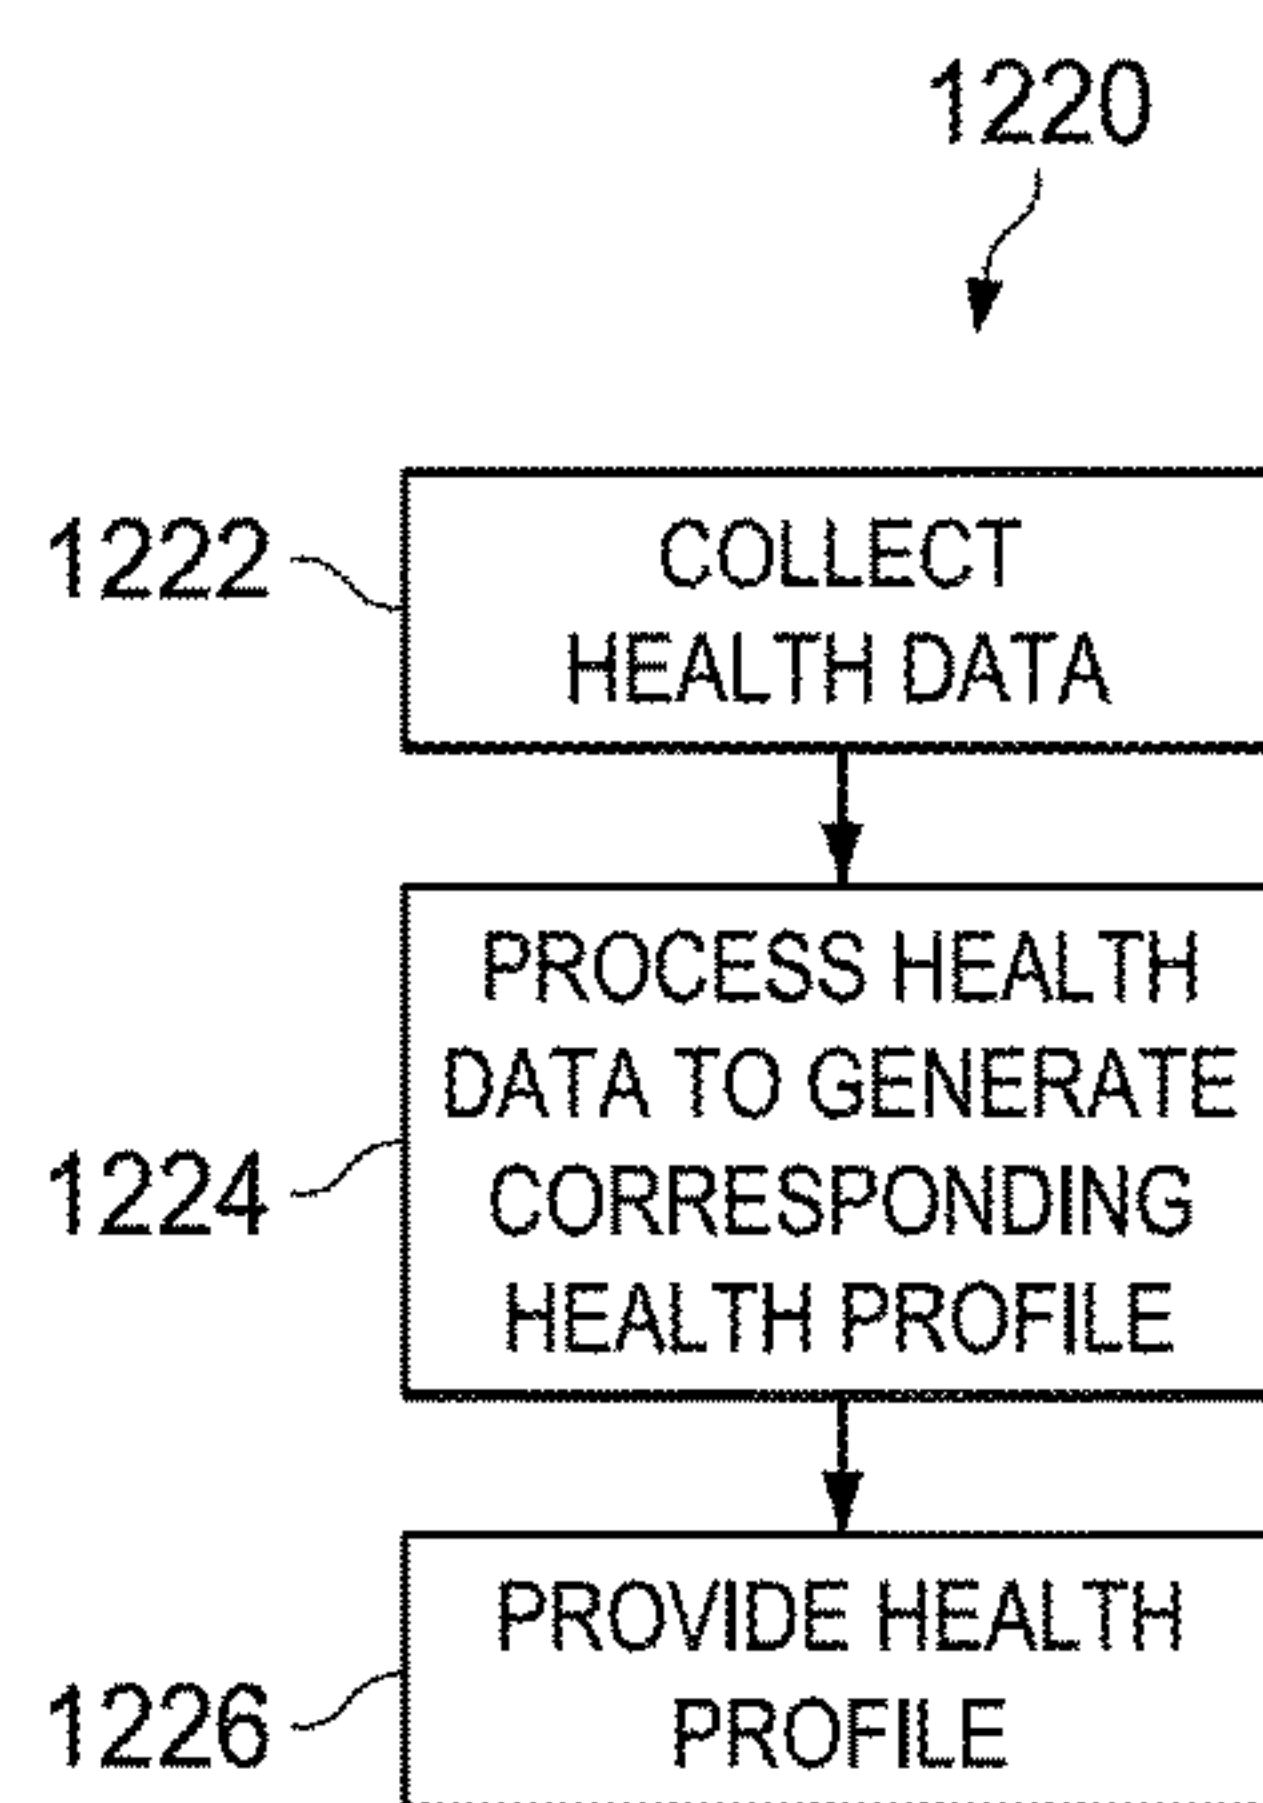 1220
1222
COLLECT
HEALTH DATA
PROCESS HEALTH
DATA TO GENERATE
1224
CORRESPONDING
HEALTH PROFILE
PROVIDE HEALTH
1226
PROFILE